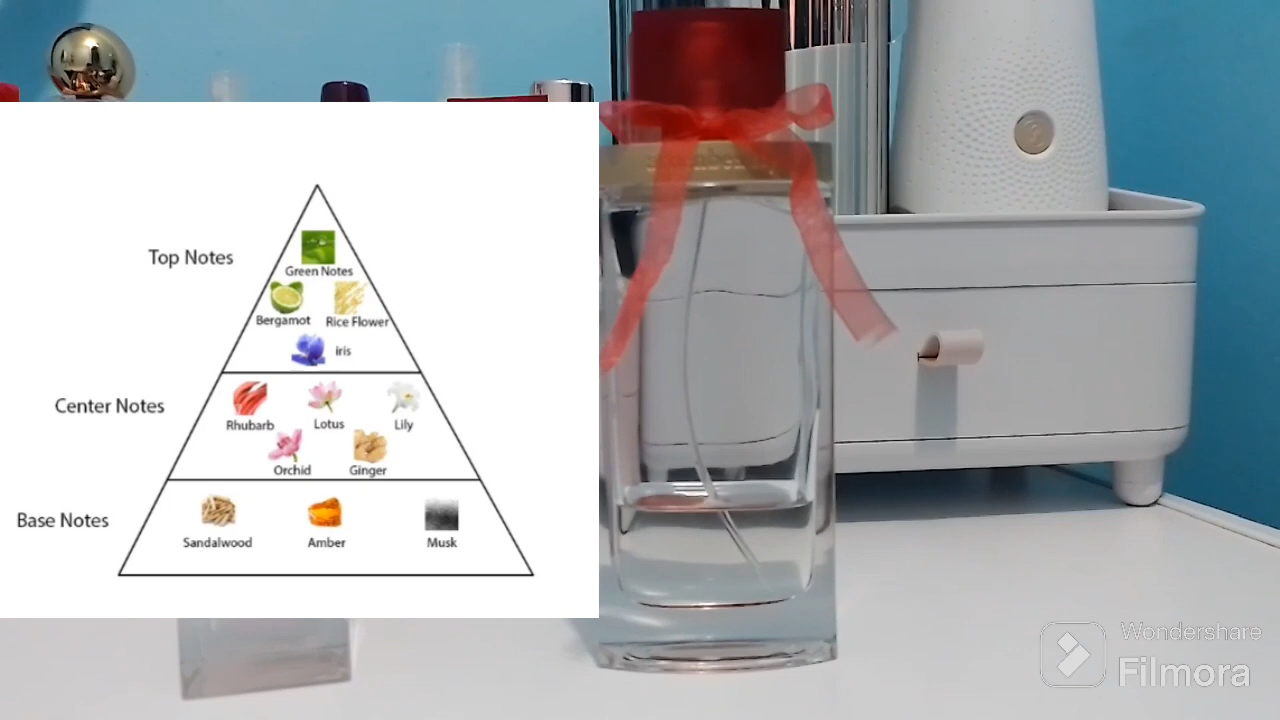 Top Notes
Green Notes
Bergamot
Rice Flower
iris
Center Notes
Rhubarb
Lotus
Lily
Orchid
Ginger
Base Notes
Sandalwood
Amber
Musk
Wondershare
Filmora